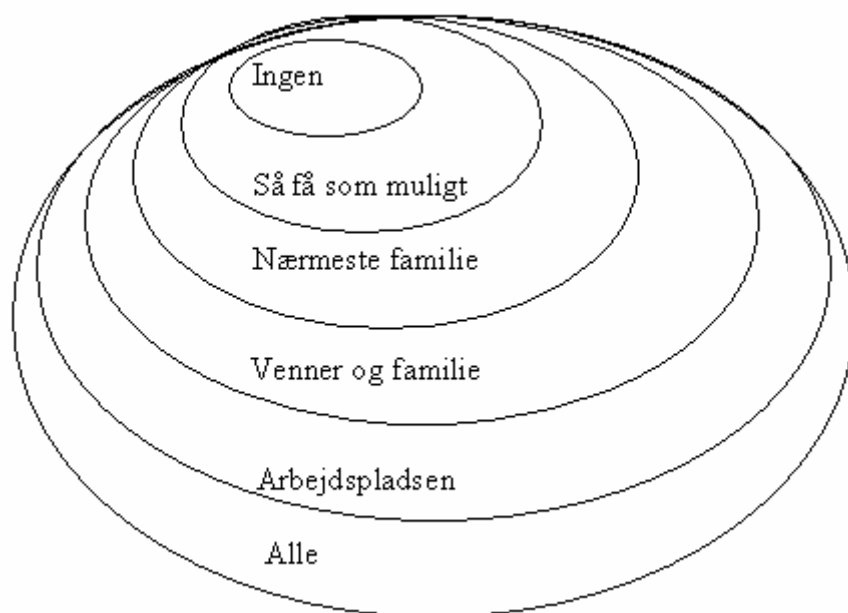 Ingen
Så få som muligt
Nærmeste familie
Venner og familie
Arbejdspladsen
Alle